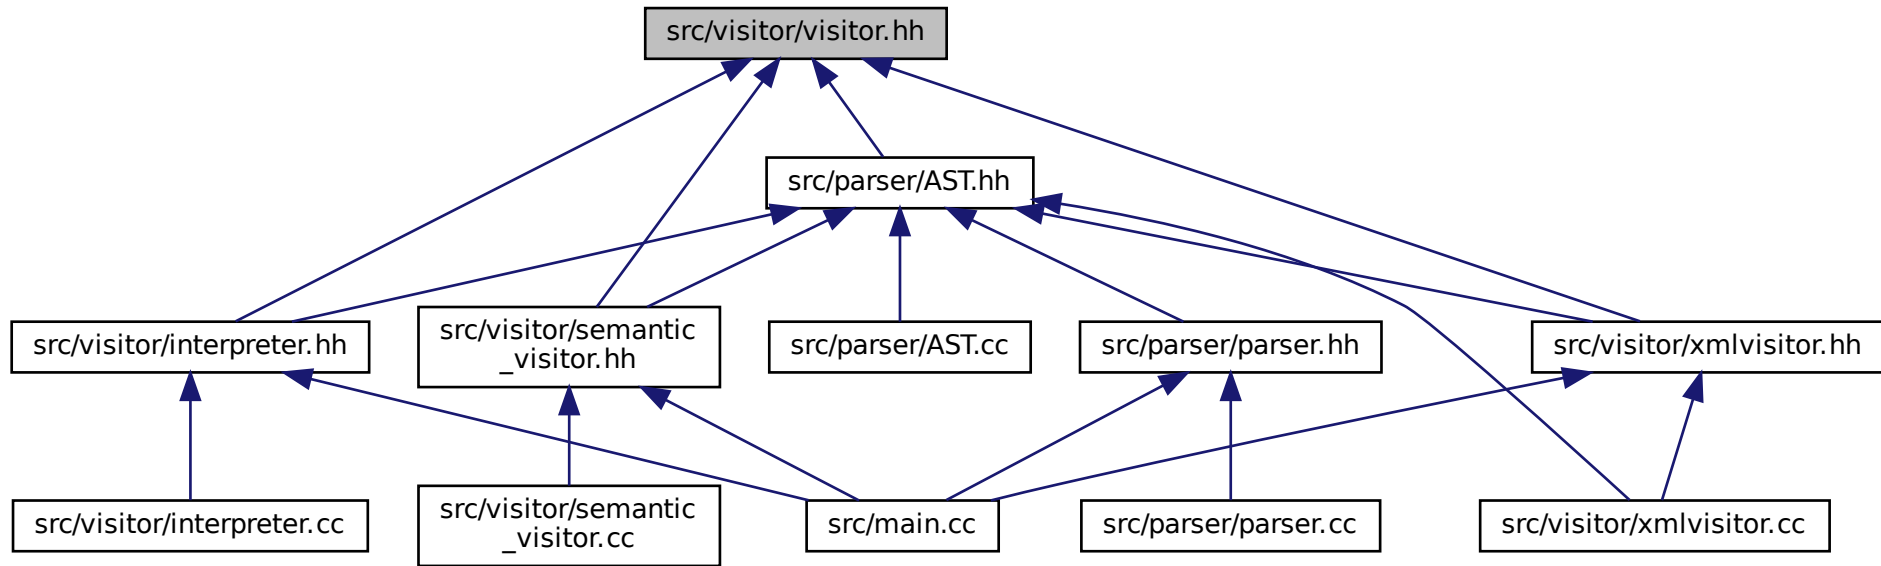 src/visitor/visitor.hh
src/parser/AST.hh
src/visitor/interpreter.hh
src/visitor/semantic
_visitor.hh
src/parser/AST.cc
src/parser/parser.hh
src/visitor/xmlvisitor.hh
src/visitor/interpreter.cc
src/visitor/semantic
_visitor.cc
src/main.cc
src/parser/parser.cc
src/visitor/xmlvisitor.cc